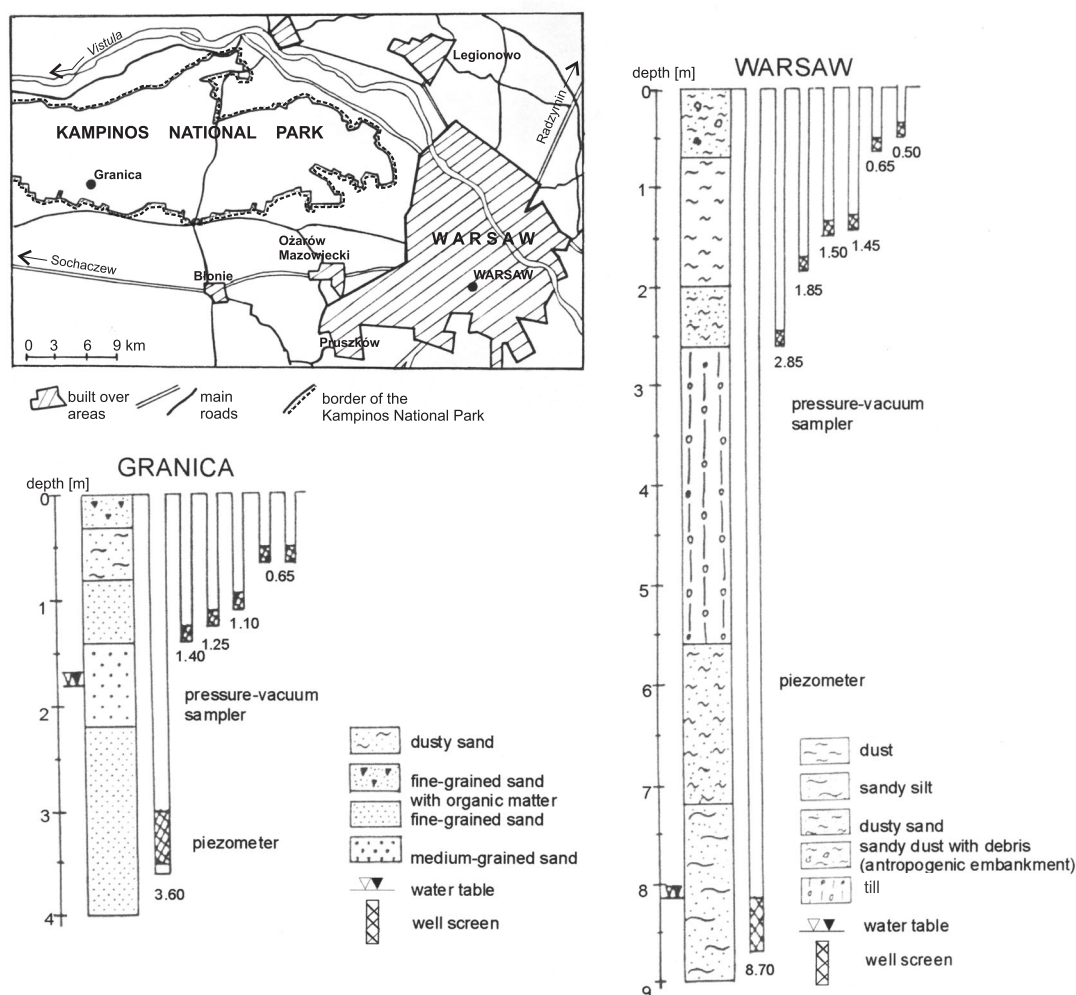 Vistula
Legionowo
Radzymin
KAMPINOS NATIONAL PARK
Granica
WARSAW
Ożarów
Mazowiecki
Sochaczew
Błonie
WARSAW
Pruszków
0 3 6 9 km
built over
areas
main
roads
border of the
Kampinos National Park
GRANICA
depth [m]
0
1
2
3
4
0.65
1.10
1.25
1.40
pressure-vacuum
sampler
piezometer
3.60
dusty sand
fine-grained sand
with organic matter
fine-grained sand
medium-grained sand
water table
well screen
WARSAW
depth [m]
0
1
2
3
4
5
6
7
8
9
0.50
0.65
1.45
1.50
1.85
2.85
pressure-vacuum
sampler
piezometer
8.70
dust
sandy silt
dusty sand
sandy dust with debris
(antropogenic embankment)
till
water table
well screen